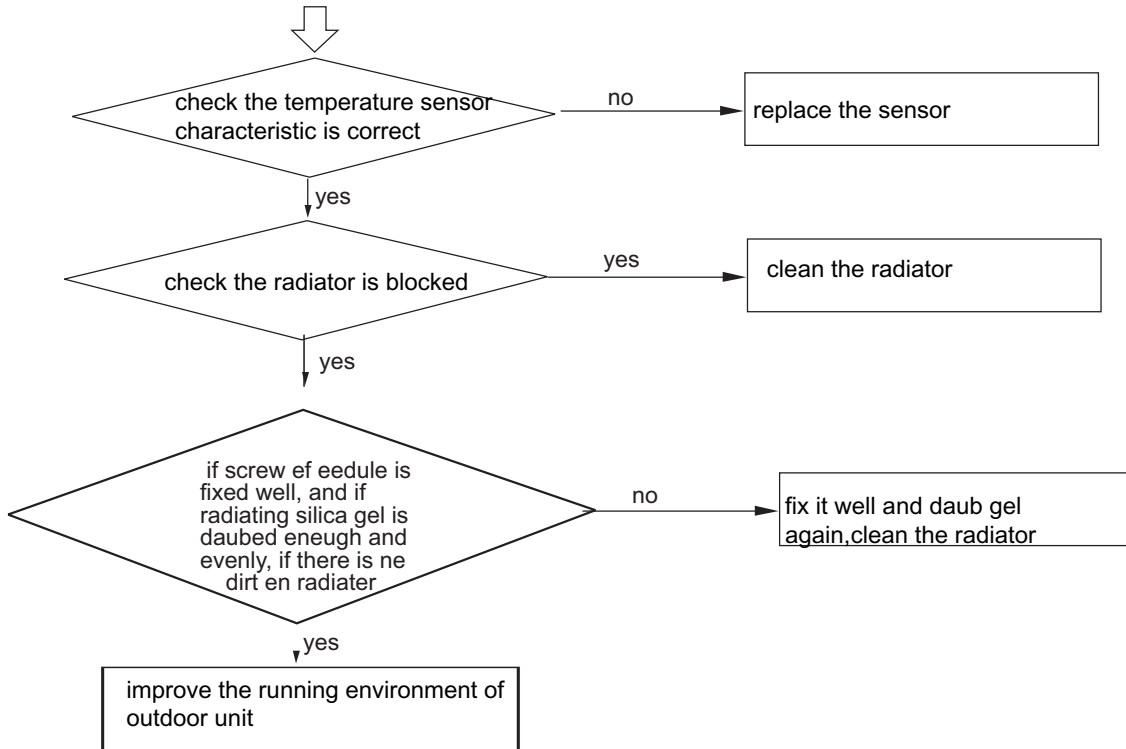 check the temperature sensor
characteristic is correct
no
replace the sensor
yes
check the radiator is blocked
yes
clean the radiator
yes
if screw ef eedule is
fixed well, and if
radiating silica gel is
daubed eneugh and
evenly, if there is ne
dirt en radiater
no
fix it well and daub gel
again,clean the radiator
yes
improve the running environment of
outdoor unit